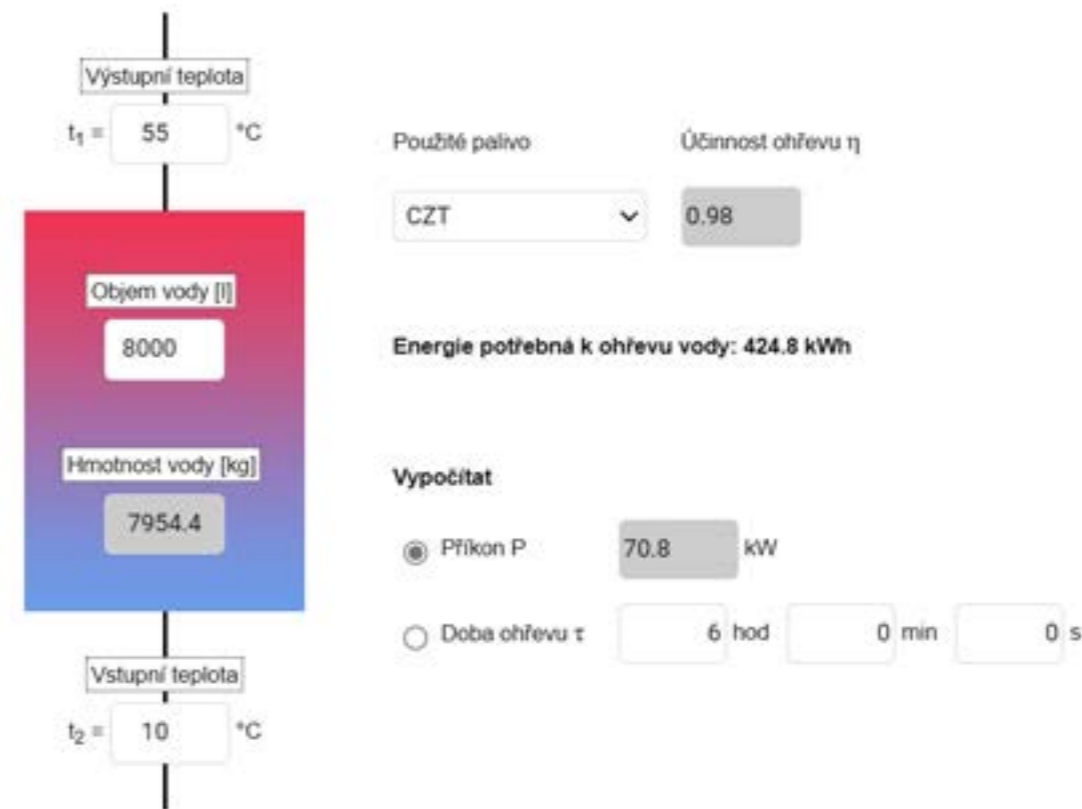 Výstupní teplota
t₁ = 55 °C
Objem vody [l]
8000
Hmotnost vody [kg]
7954.4
Vstupní teplota
t₂ = 10 °C
Použité palivo Účinnost ohřevu η
CZT 0.98
Energie potřebná k ohřevu vody: 424.8 kWh
Vypočítat
Příkon P 70.8 kW
Doba ohřevu τ 6 hod 0 min 0 s